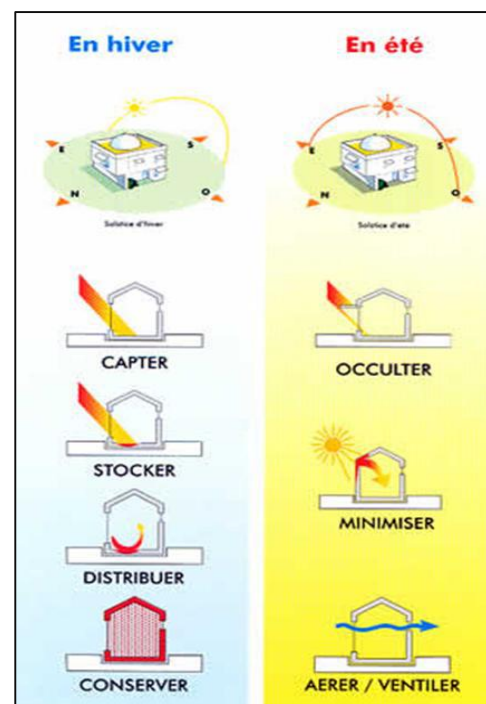 En hiver
E
S
N
O
Solstice d'hiver
CAPTER
STOCKER
DISTRIBUER
CONSERVER
En été
E
S
N
O
Solstice d'été
OCCULTER
MINIMISER
AERER / VENTILER